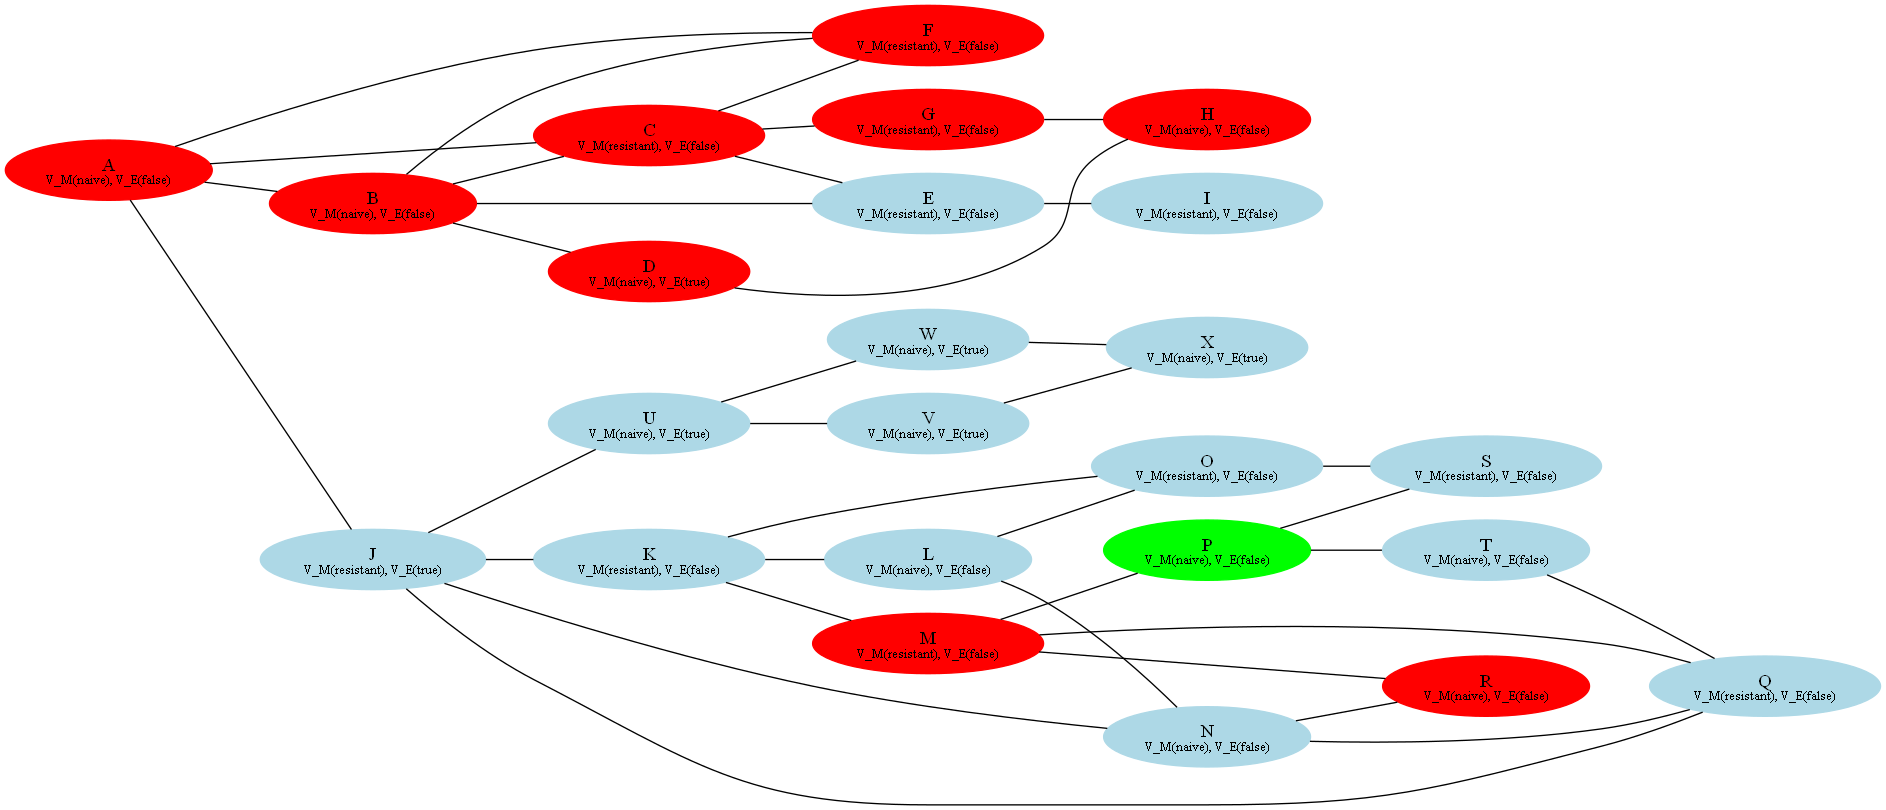 F
V_M(resistant), V_E(false)
C
V_M(resistant), V_E(false)
G
V_M(resistant), V_E(false)
H
V_M(naive), V_E(false)
A
V_M(naive), V_E(false)
B
V_M(naive), V_E(false)
E
V_M(resistant), V_E(false)
I
V_M(resistant), V_E(false)
D
V_M(naive), V_E(true)
W
V_M(naive), V_E(true)
X
V_M(naive), V_E(true)
U
V_M(naive), V_E(true)
V
V_M(naive), V_E(true)
O
V_M(resistant), V_E(false)
S
V_M(resistant), V_E(false)
J
V_M(resistant), V_E(true)
K
V_M(resistant), V_E(false)
L
V_M(naive), V_E(false)
P
V_M(naive), V_E(false)
T
V_M(naive), V_E(false)
M
V_M(resistant), V_E(false)
R
V_M(naive), V_E(false)
Q
V_M(resistant), V_E(false)
N
V_M(naive), V_E(false)